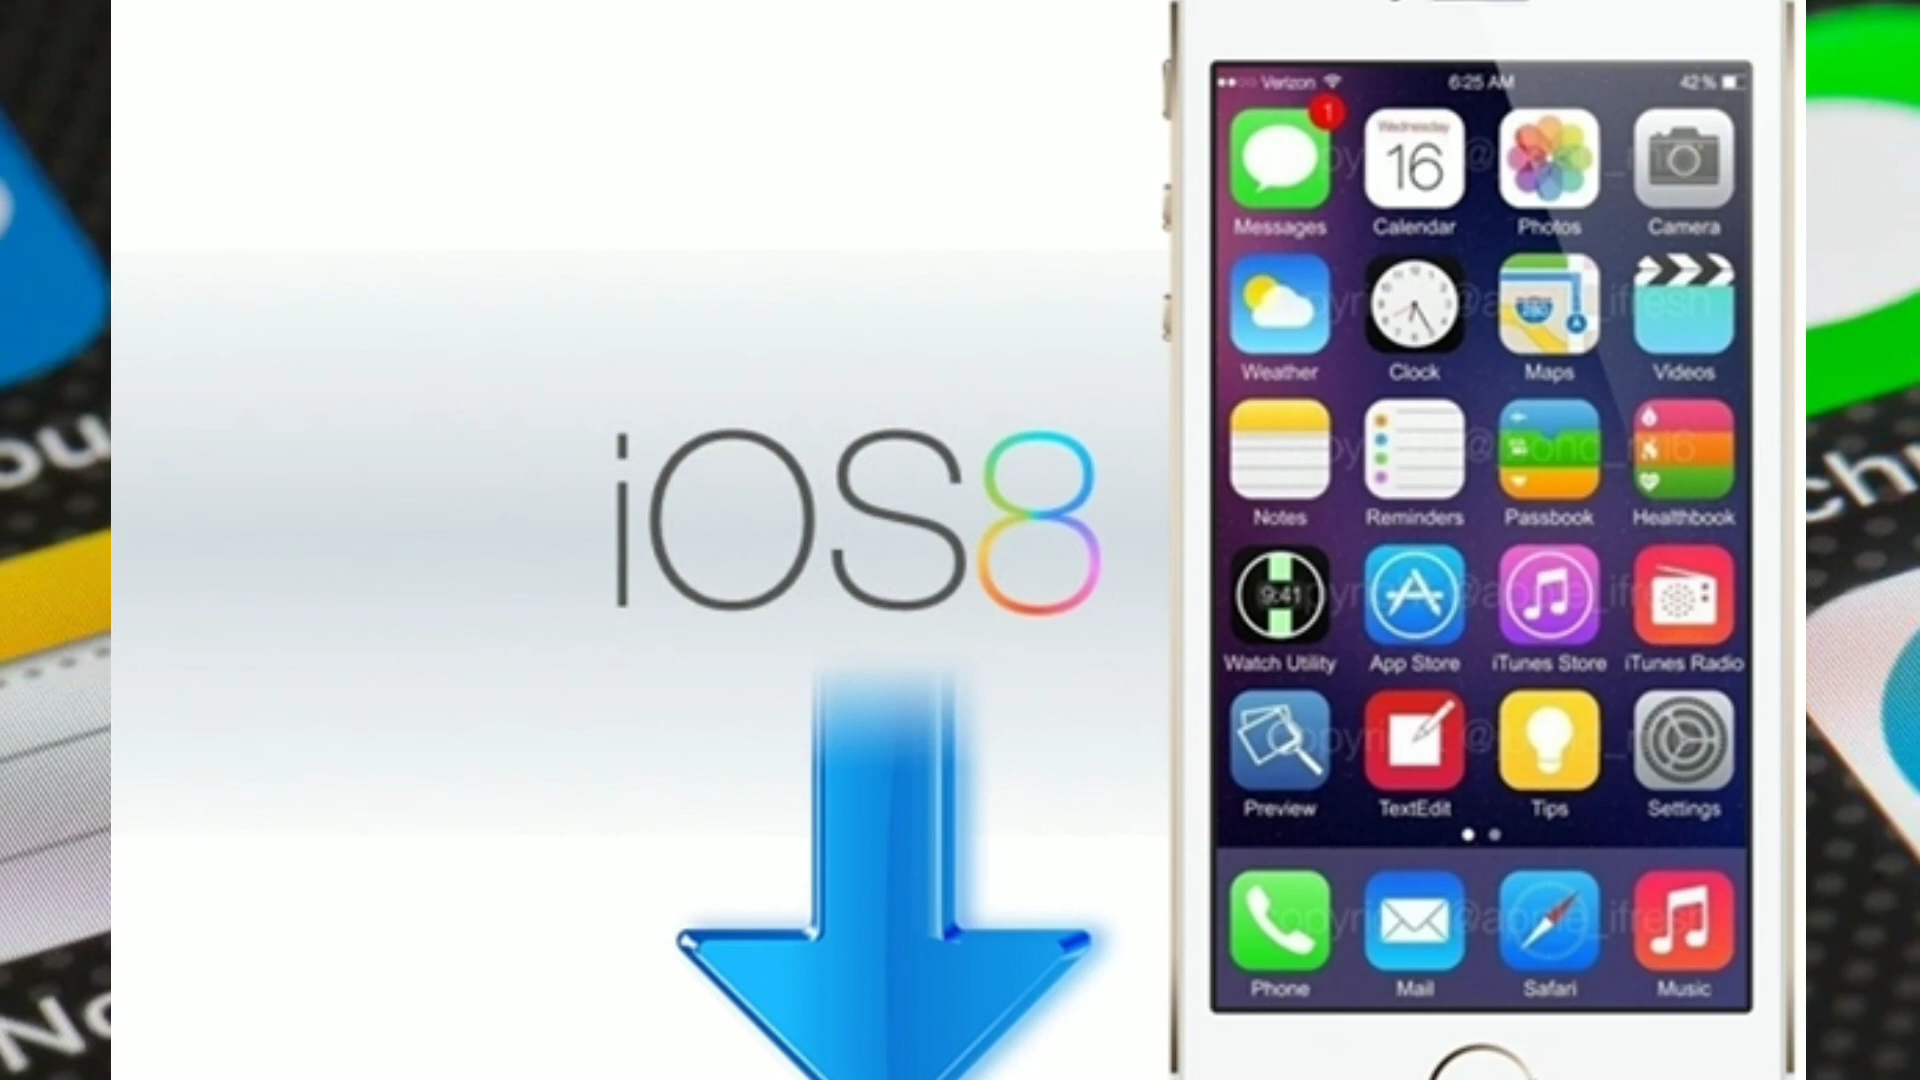 iOS8
Verizon 6:25 AM 42%
1
Wednesday
16
Messages Calendar Photos Camera
280
Weather Clock Maps Videos
Notes Reminders Passbook Healthbook
9:41
Watch Utility App Store iTunes Store iTunes Radio
Preview TextEdit Tips Settings
Phone Mail Safari Music